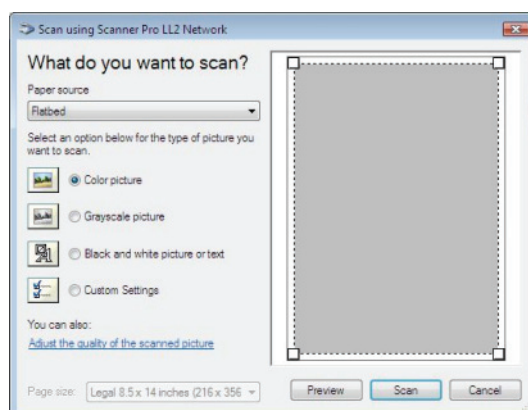 Scan using Scanner Pro LL2 Network
What do you want to scan?
Paper source
Flatbed
Select an option below for the type of picture you
want to scan.
Color picture
Grayscale picture
Black and white picture or text
Custom Settings
You can also:
Adjust the quality of the scanned picture
Page size: Legal 8.5 x 14 inches (216 x 356
Preview Scan Cancel